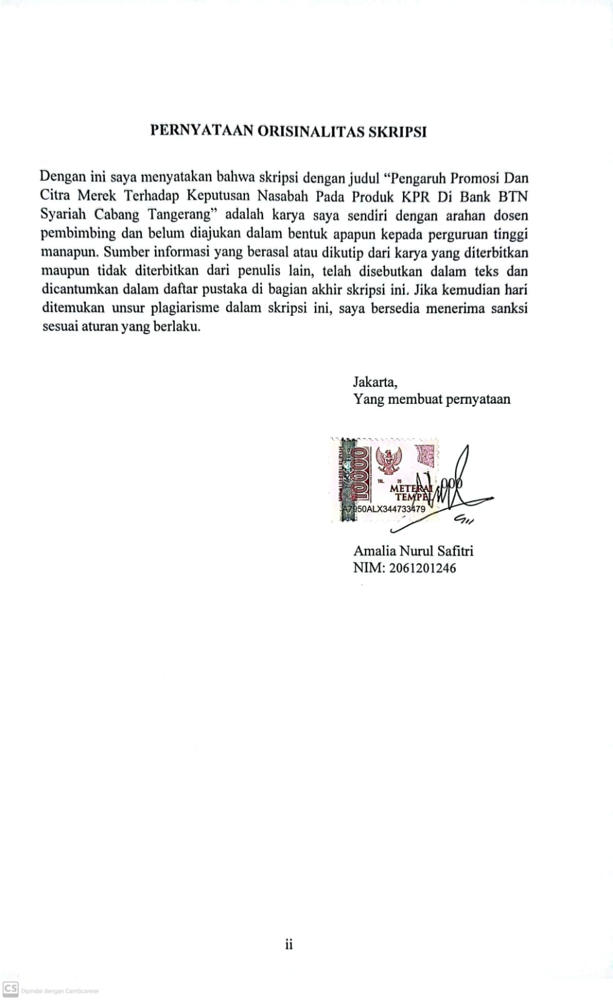 PERNYATAAN ORISINALITAS SKRIPSI
Dengan ini saya menyatakan bahwa skripsi dengan judul “Pengaruh Promosi Dan
Citra Merek Terhadap Keputusan Nasabah Pada Produk KPR Di Bank BTN
Syariah Cabang Tangerang” adalah karya saya sendiri dengan arahan dosen
pembimbing dan belum diajukan dalam bentuk apapun kepada perguruan tinggi
manapun. Sumber informasi yang berasal atau dikutip dari karya yang diterbitkan
maupun tidak diterbitkan dari penulis lain, telah disebutkan dalam teks dan
dicantumkan dalam daftar pustaka di bagian akhir skripsi ini. Jika kemudian hari
ditemukan unsur plagiarisme dalam skripsi ini, saya bersedia menerima sanksi
sesuai aturan yang berlaku.
Jakarta,
Yang membuat pernyataan
10000
TGL. 20
METERAI
TEMPEL
A7950ALX344733479
Amalia Nurul Safitri
NIM: 2061201246
ii
CS Dipindai dengan CamScanner